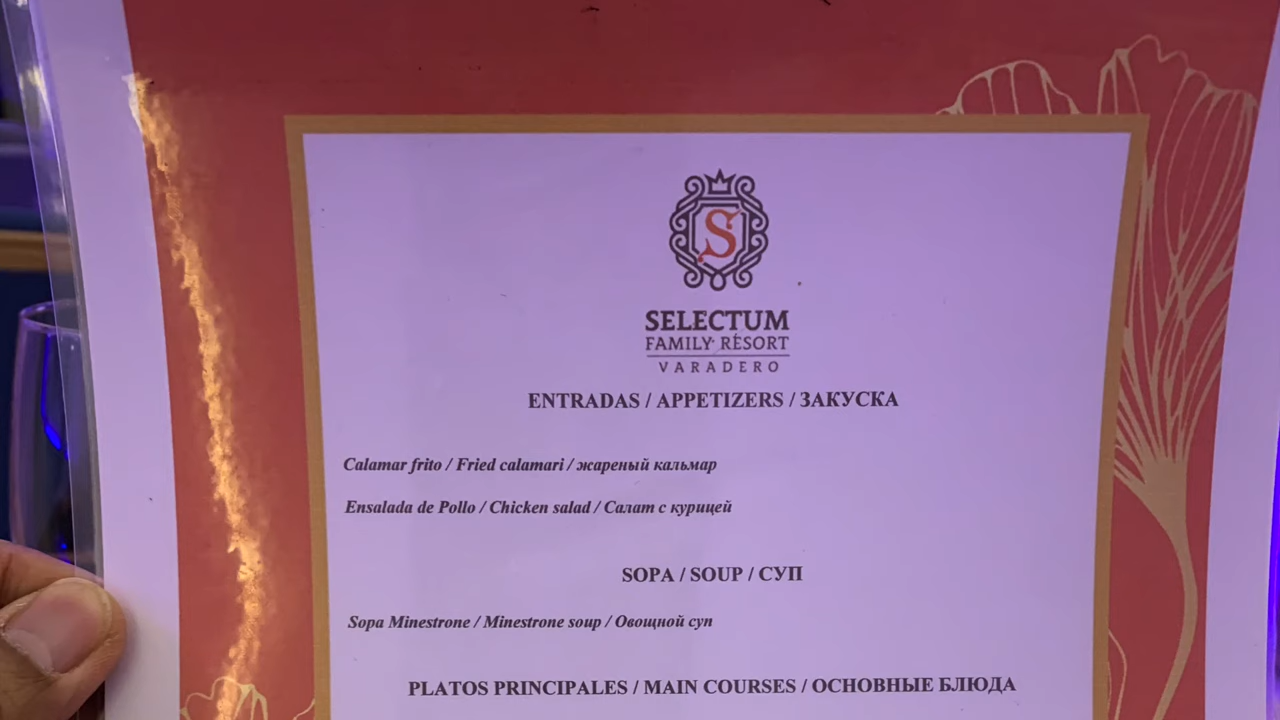 S
SELECTUM
FAMILY RESORT
VARADERO
ENTRADAS / APPETIZERS / ЗАКУСКА
Calamar frito / Fried calamari / жареный кальмар
Ensalada de Pollo / Chicken salad / Салат с курицей
SOPA / SOUP / СУП
Sopa Minestrone / Minestrone soup / Овощной суп
PLATOS PRINCIPALES / MAIN COURSES / ОСНОВНЫЕ БЛЮДА